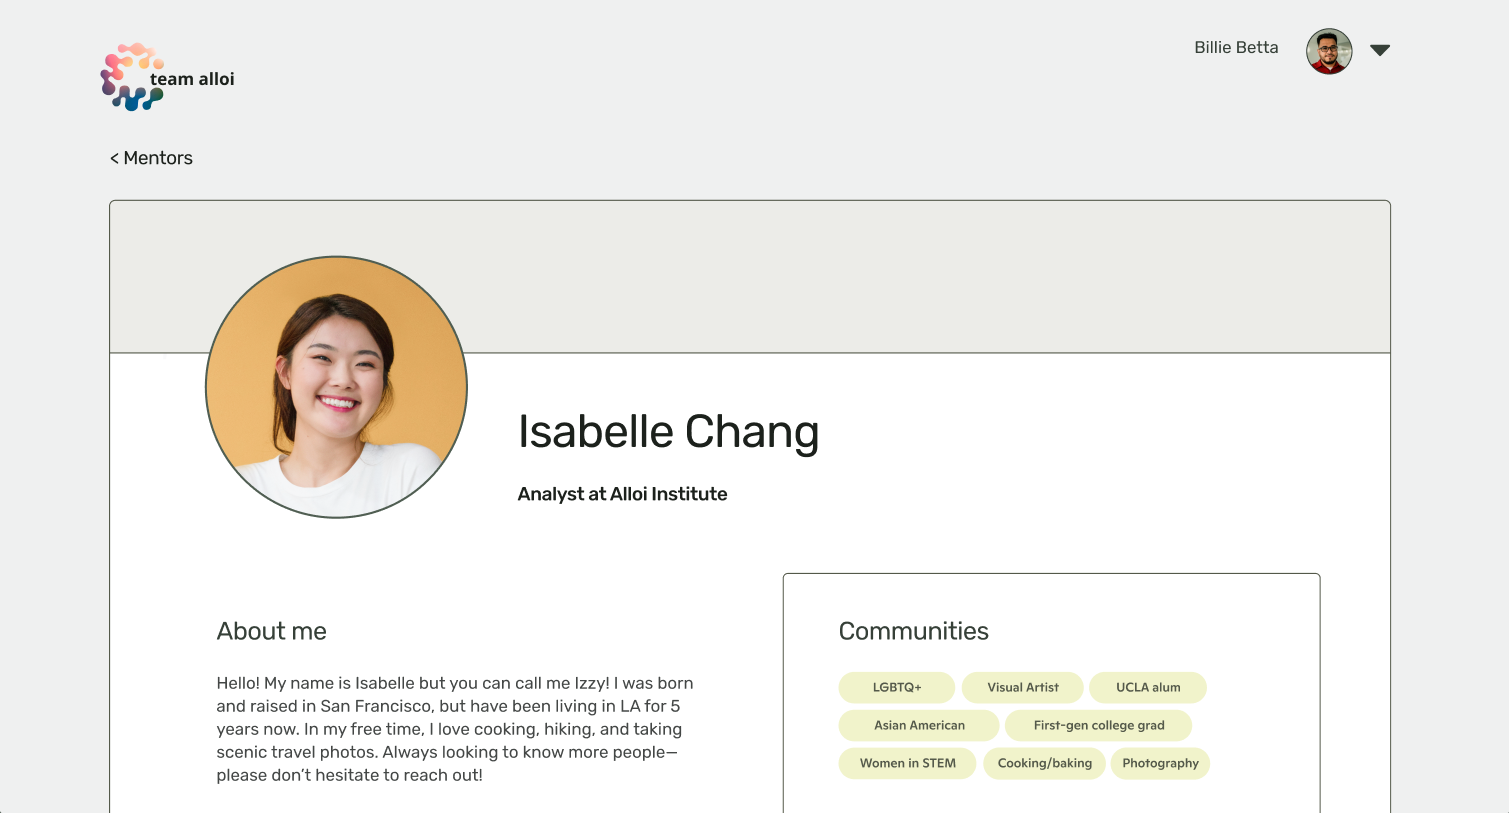 team alloi
Billie Betta
< Mentors
Isabelle Chang
Analyst at Alloi Institute
About me
Hello! My name is Isabelle but you can call me Izzy! I was born
and raised in San Francisco, but have been living in LA for 5
years now. In my free time, I love cooking, hiking, and taking
scenic travel photos. Always looking to know more people—
please don’t hesitate to reach out!
Communities
LGBTQ+ Visual Artist UCLA alum
Asian American First-gen college grad
Women in STEM Cooking/baking Photography